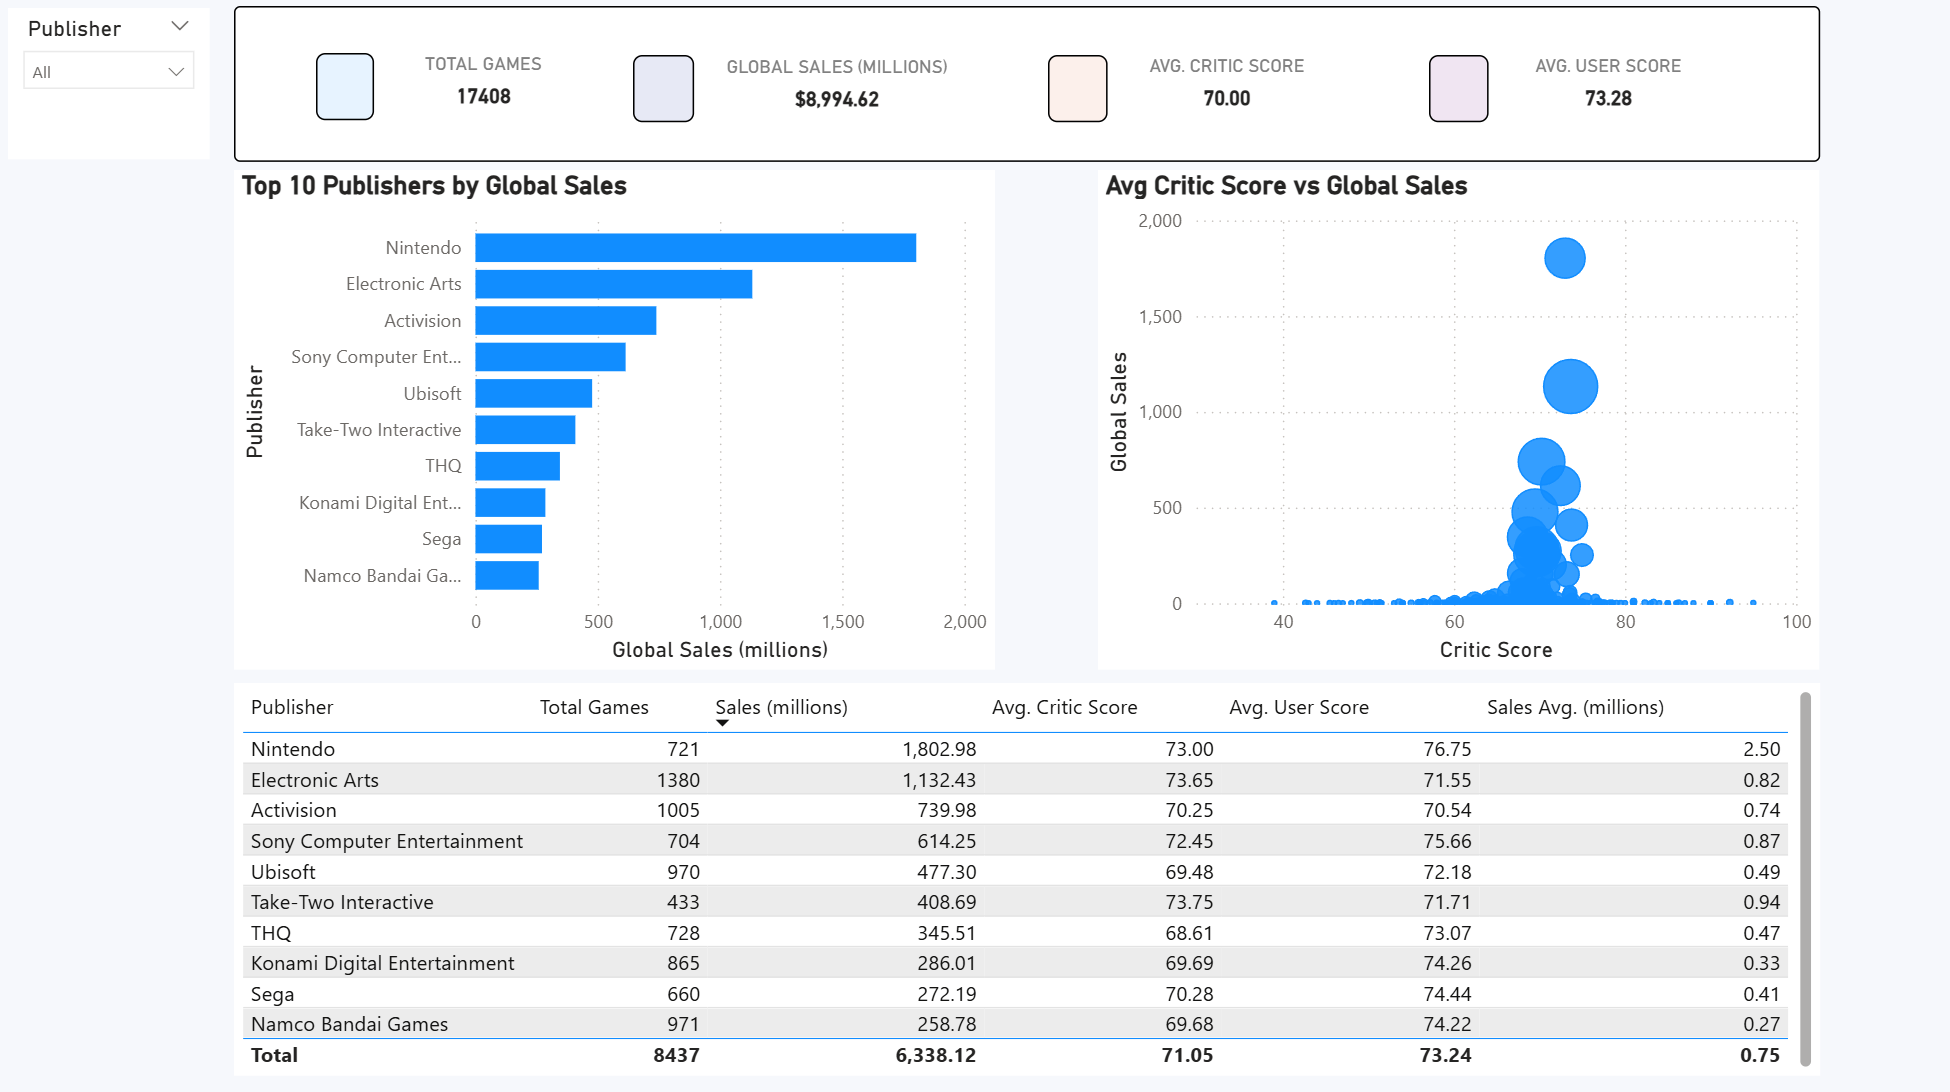 Publisher
All
TOTAL GAMES
17408
GLOBAL SALES (MILLIONS)
$8,994.62
AVG. CRITIC SCORE
70.00
AVG. USER SCORE
73.28
Top 10 Publishers by Global Sales
Publisher
Nintendo
Electronic Arts
Activision
Sony Computer Ent...
Ubisoft
Take-Two Interactive
THQ
Konami Digital Ent...
Sega
Namco Bandai Ga...
0 500 1,000 1,500 2,000
Global Sales (millions)
Avg Critic Score vs Global Sales
Global Sales
2,000
1,500
1,000
500
0
40 60 80 100
Critic Score
Publisher Total Games Sales (millions) Avg. Critic Score Avg. User Score Sales Avg. (millions)
Nintendo 721 1,802.98 73.00 76.75 2.50
Electronic Arts 1380 1,132.43 73.65 71.55 0.82
Activision 1005 739.98 70.25 70.54 0.74
Sony Computer Entertainment 704 614.25 72.45 75.66 0.87
Ubisoft 970 477.30 69.48 72.18 0.49
Take-Two Interactive 433 408.69 73.75 71.71 0.94
THQ 728 345.51 68.61 73.07 0.47
Konami Digital Entertainment 865 286.01 69.69 74.26 0.33
Sega 660 272.19 70.28 74.44 0.41
Namco Bandai Games 971 258.78 69.68 74.22 0.27
Total 8437 6,338.12 71.05 73.24 0.75